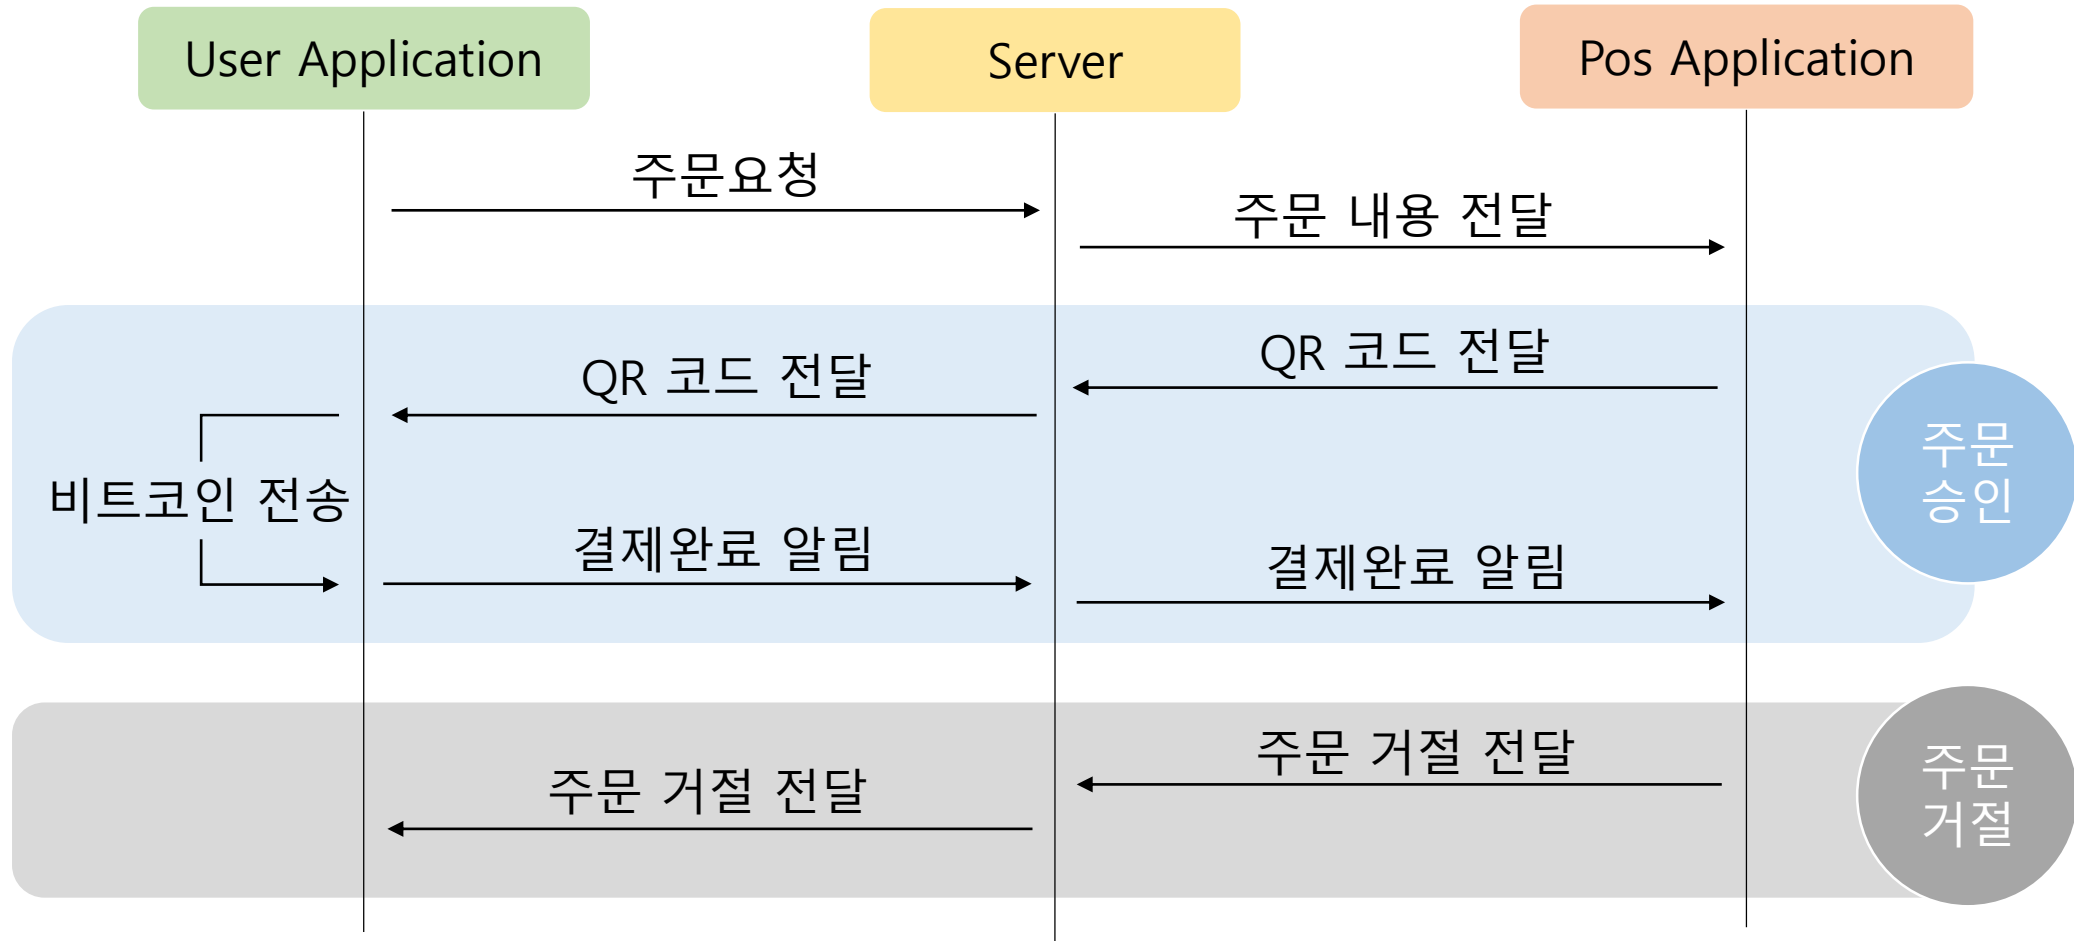 User Application
Server
Pos Application
주문요청
주문 내용 전달
QR 코드 전달
QR 코드 전달
주문
승인
비트코인 전송
결제완료 알림
결제완료 알림
주문 거절 전달
주문 거절 전달
주문
거절